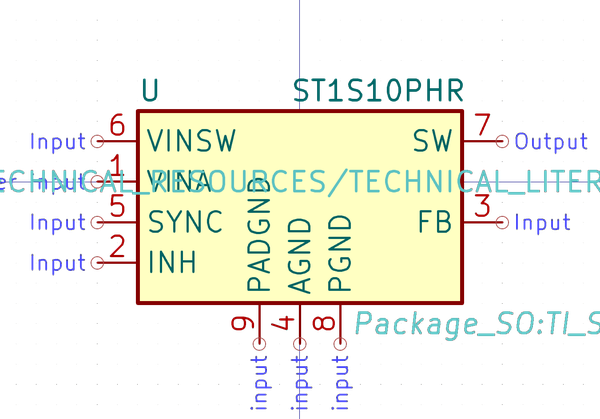 U ST1S10PHR
6 7
Input VINSW SW Output
1
Input VINA
ECHNICAL_RESOURCES/TECHNICAL_LITER
5 3
Input SYNC FB Input
2
Input INH
PADGND AGND PGND
9 4 8
Package_SO:TI_S
input input input